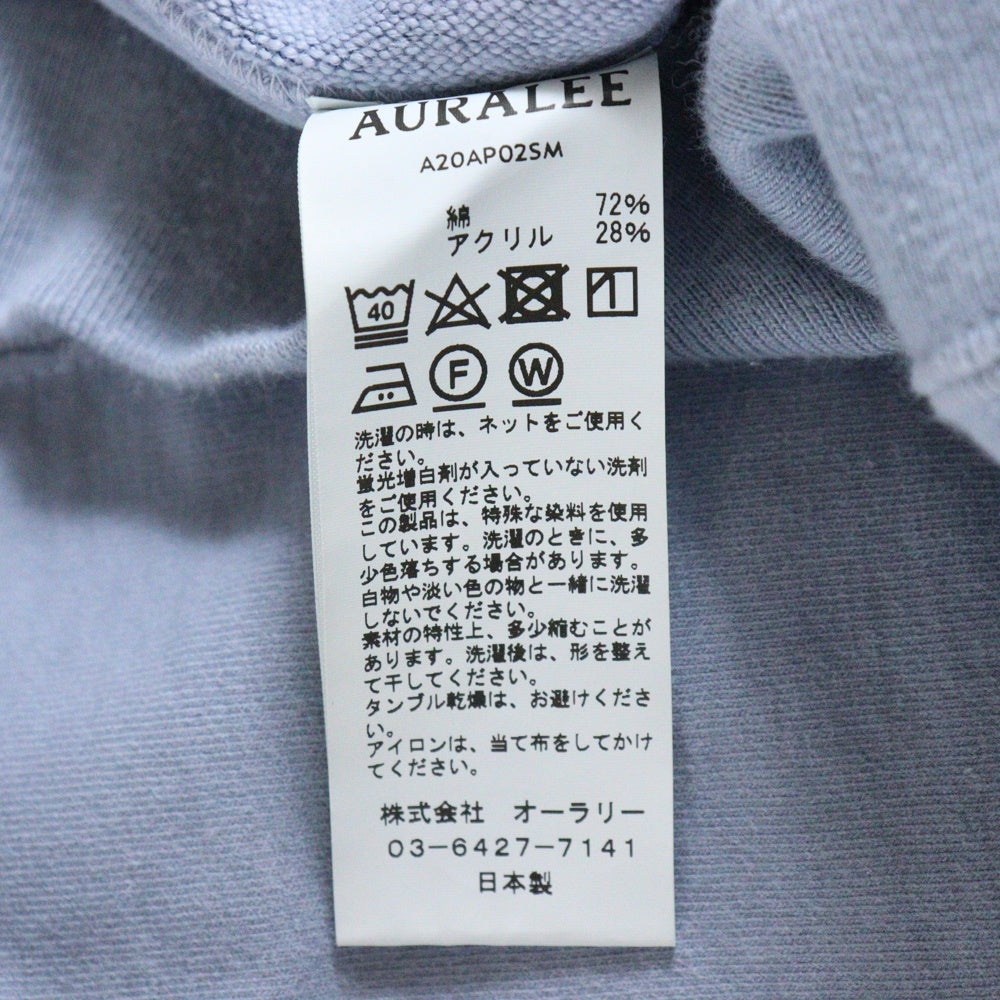 AURALEE
A20AP02SM
綿 72%
アクリル 28%
40
F W
洗濯の時は、ネットをご使用く
ださい。
蛍光増白剤が入っていない洗剤
をご使用ください。
この製品は、特殊な染料を使用
しています。洗濯のときに、多
少色落ちする場合があります。
白物や淡い色の物と一緒に洗濯
しないでください。
素材の特性上、多少縮むことが
あります。洗濯後は、形を整え
て干してください。
タンブル乾燥は、お避けくださ
い。
アイロンは、当て布をしてかけ
てください。
株式会社 オーラリー
03-6427-7141
日本製